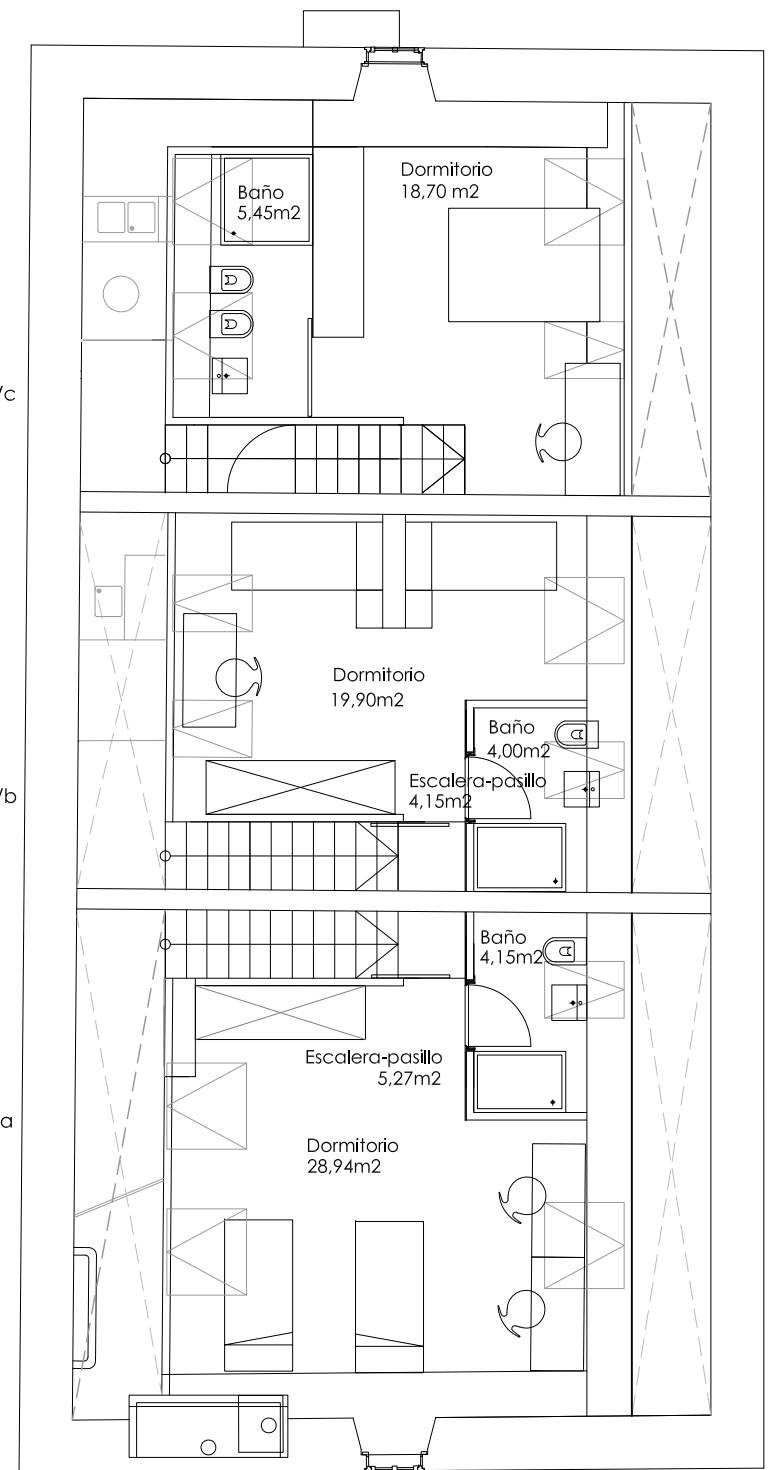 Dormitorio
18,70 m2
Baño
5,45m2
/c
Dormitorio
19,90m2
Baño
4,00m2
Escalera-pasillo
4,15m2
/b
Baño
4,15m2
Escalera-pasillo
5,27m2
a
Dormitorio
28,94m2